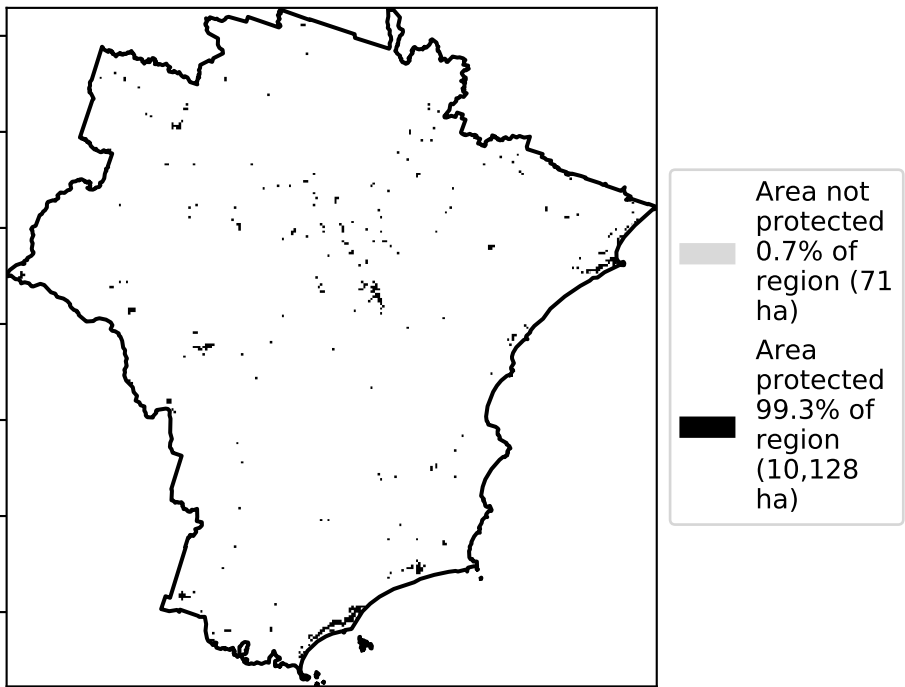 Area not
protected
0.7% of
region (71
ha)
Area
protected
99.3% of
region
(10,128
ha)